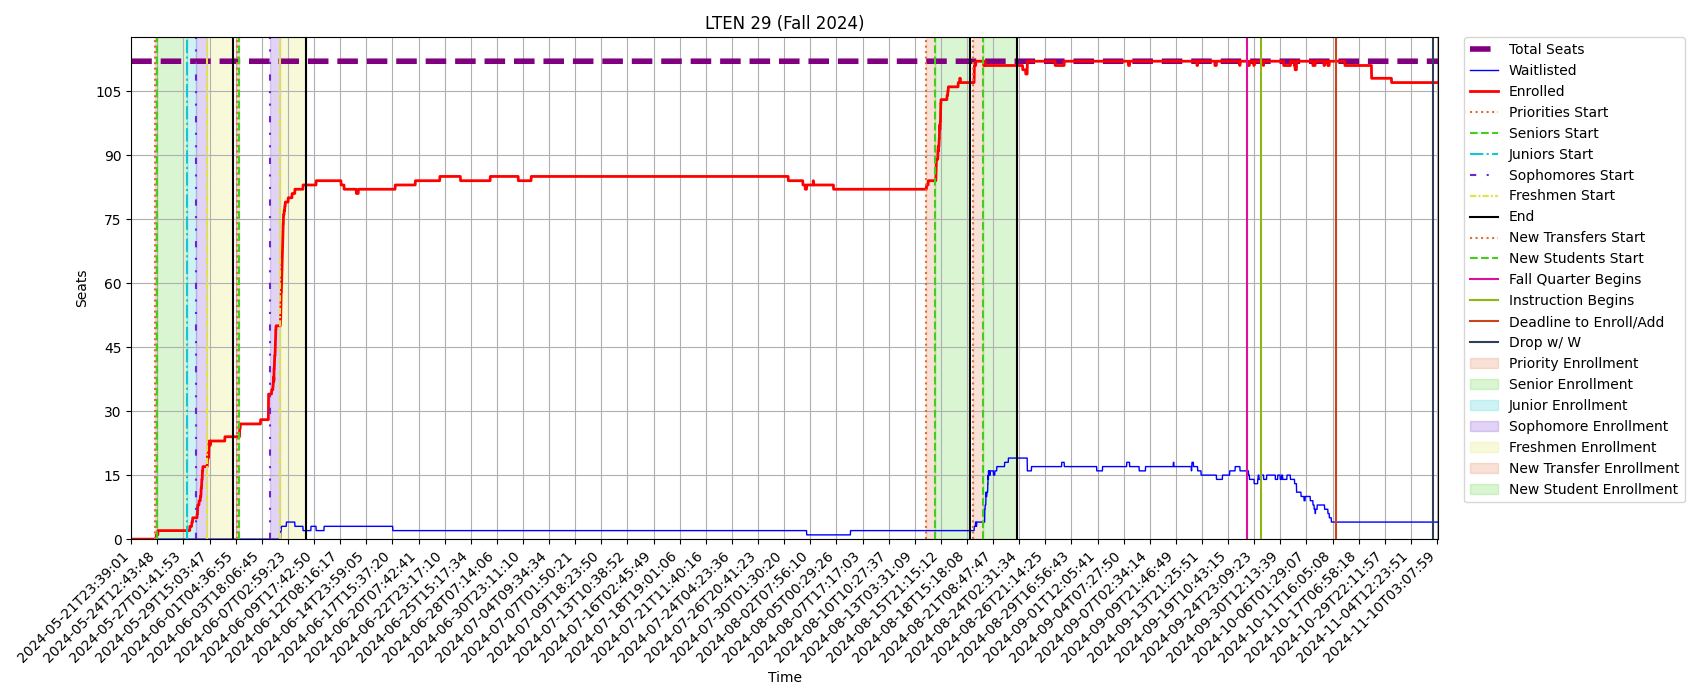 LTEN 29 (Fall 2024)
Seats
105
90
75
60
45
30
15
0
2024-05-21T23:39:01
2024-05-24T12:43:48
2024-05-27T01:41:53
2024-05-29T15:03:47
2024-06-01T04:36:55
2024-06-03T18:06:45
2024-06-07T02:59:23
2024-06-09T17:42:50
2024-06-12T08:16:17
2024-06-14T23:59:05
2024-06-17T15:37:20
2024-06-20T07:42:41
2024-06-22T23:17:10
2024-06-25T15:17:34
2024-06-28T07:14:06
2024-06-30T23:11:10
2024-07-04T09:34:34
2024-07-07T01:50:21
2024-07-09T18:23:50
2024-07-13T10:38:52
2024-07-16T02:45:49
2024-07-18T19:01:06
2024-07-21T11:40:16
2024-07-24T04:23:36
2024-07-26T20:41:23
2024-07-30T01:30:20
2024-08-02T07:56:10
2024-08-05T00:29:26
2024-08-07T17:17:03
2024-08-10T10:27:37
2024-08-13T03:31:09
2024-08-15T21:15:12
2024-08-18T15:18:08
2024-08-21T08:47:47
2024-08-24T02:31:34
2024-08-26T21:14:25
2024-08-29T16:56:43
2024-09-01T12:05:41
2024-09-04T07:27:50
2024-09-07T02:34:14
2024-09-09T21:46:49
2024-09-13T21:25:51
2024-09-19T10:43:15
2024-09-24T23:09:23
2024-09-30T12:13:39
2024-10-06T01:29:07
2024-10-11T16:05:08
2024-10-17T06:58:18
2024-10-29T22:11:57
2024-11-04T12:23:51
2024-11-10T03:07:59
Time
Total Seats
Waitlisted
Enrolled
Priorities Start
Seniors Start
Juniors Start
Sophomores Start
Freshmen Start
End
New Transfers Start
New Students Start
Fall Quarter Begins
Instruction Begins
Deadline to Enroll/Add
Drop w/ W
Priority Enrollment
Senior Enrollment
Junior Enrollment
Sophomore Enrollment
Freshmen Enrollment
New Transfer Enrollment
New Student Enrollment